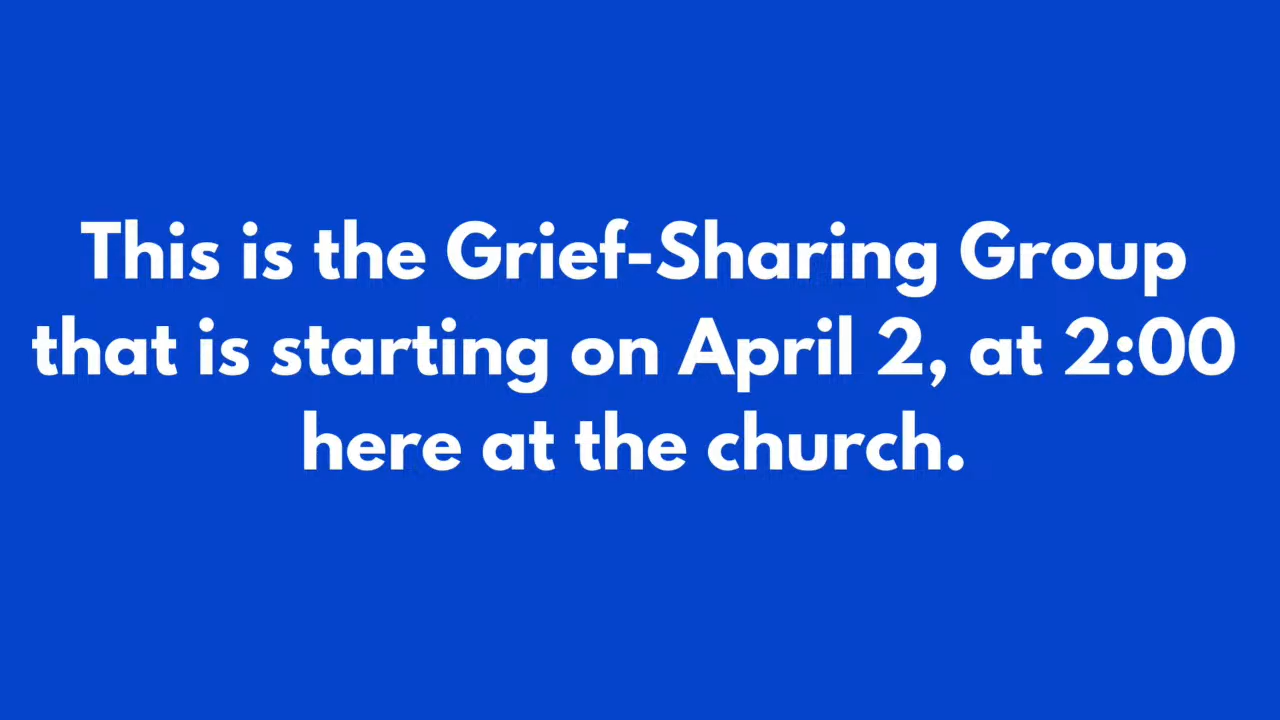 This is the Grief-Sharing Group
that is starting on April 2, at 2:00
here at the church.